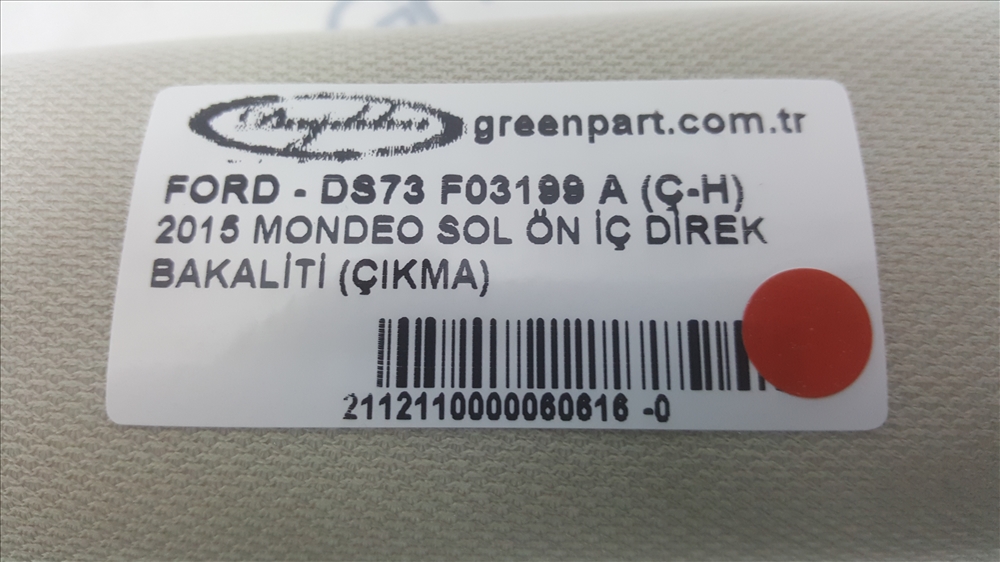 greenpart.com.tr
FORD - DS73 F03199 A (Ç-H)
2015 MONDEO SOL ÖN İÇ DİREK
BAKALİTİ (ÇIKMA)
2112110000060616 -0